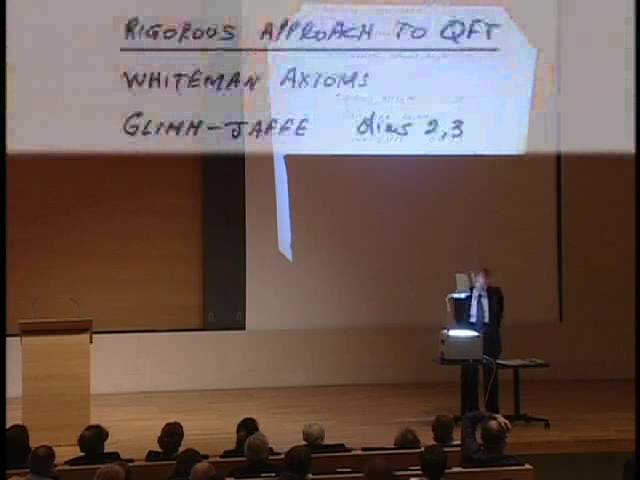 RIGOROUS APPROACH TO QFT
WHITEMAN AXIOMS
GLIMM-JAFFE dims 2,3